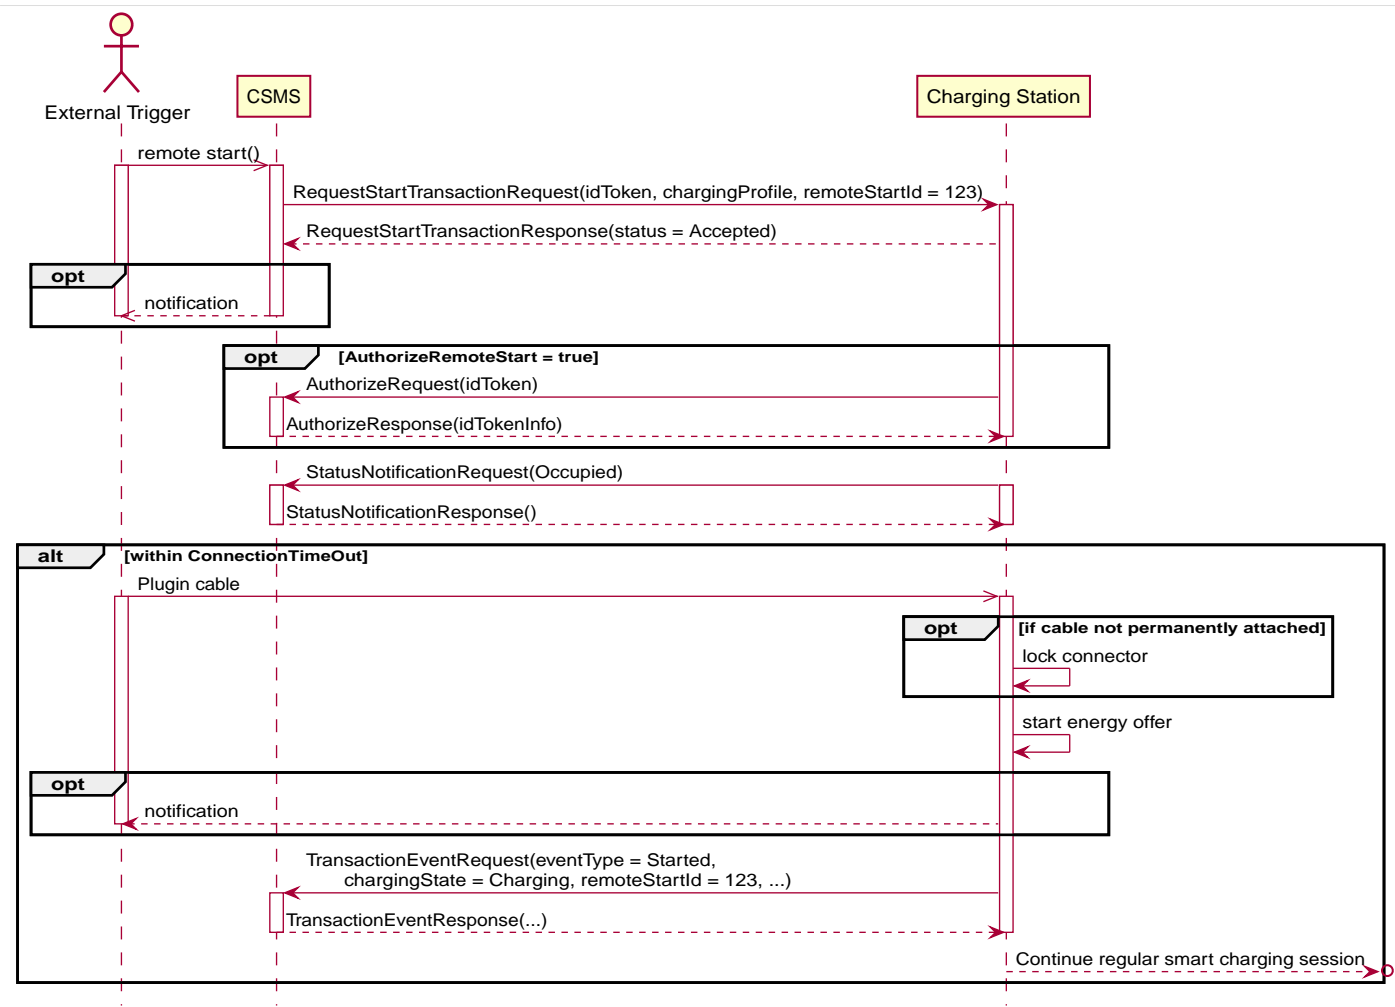 External Trigger
CSMS
Charging Station
remote start()
RequestStartTransactionRequest(idToken, chargingProfile, remoteStartId = 123)
RequestStartTransactionResponse(status = Accepted)
opt
notification
opt [AuthorizeRemoteStart = true]
AuthorizeRequest(idToken)
AuthorizeResponse(idTokenInfo)
StatusNotificationRequest(Occupied)
StatusNotificationResponse()
alt [within ConnectionTimeOut]
Plugin cable
opt [if cable not permanently attached]
lock connector
start energy offer
opt
notification
TransactionEventRequest(eventType = Started,
chargingState = Charging, remoteStartId = 123, ...)
TransactionEventResponse(...)
Continue regular smart charging session